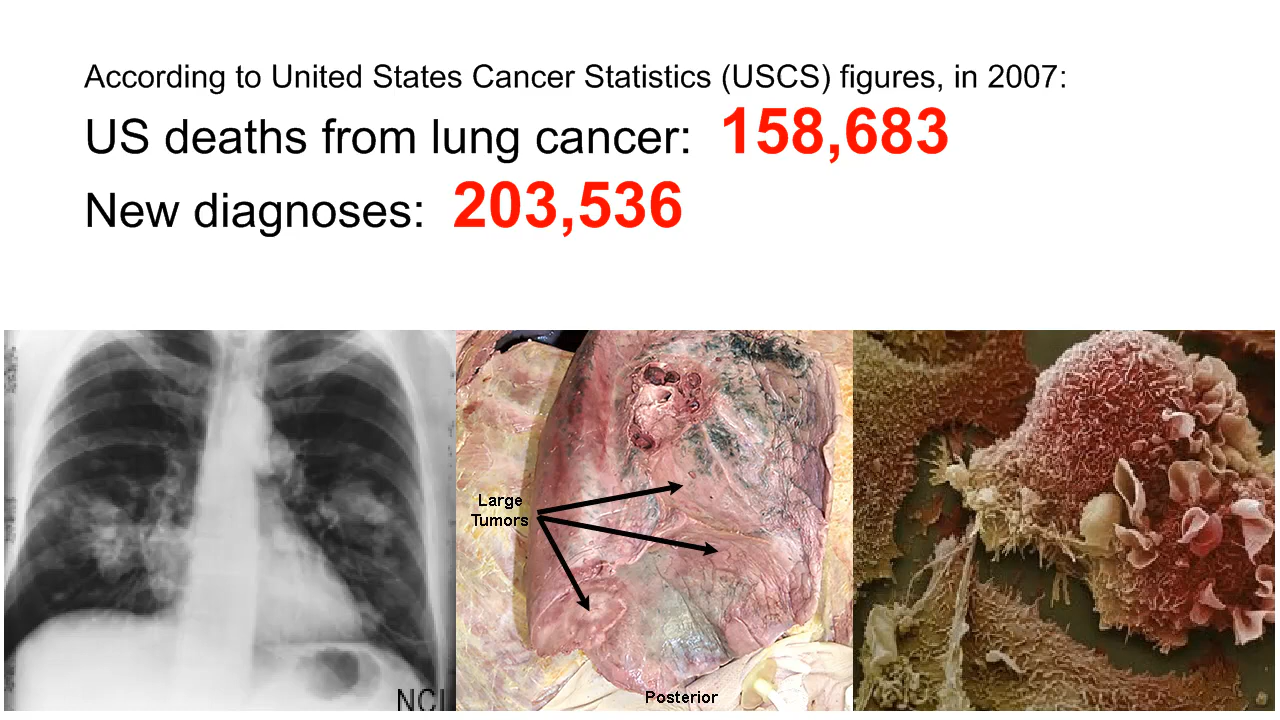 According to United States Cancer Statistics (USCS) figures, in 2007:
US deaths from lung cancer: 158,683
New diagnoses: 203,536
Large
Tumors
Posterior
NCI